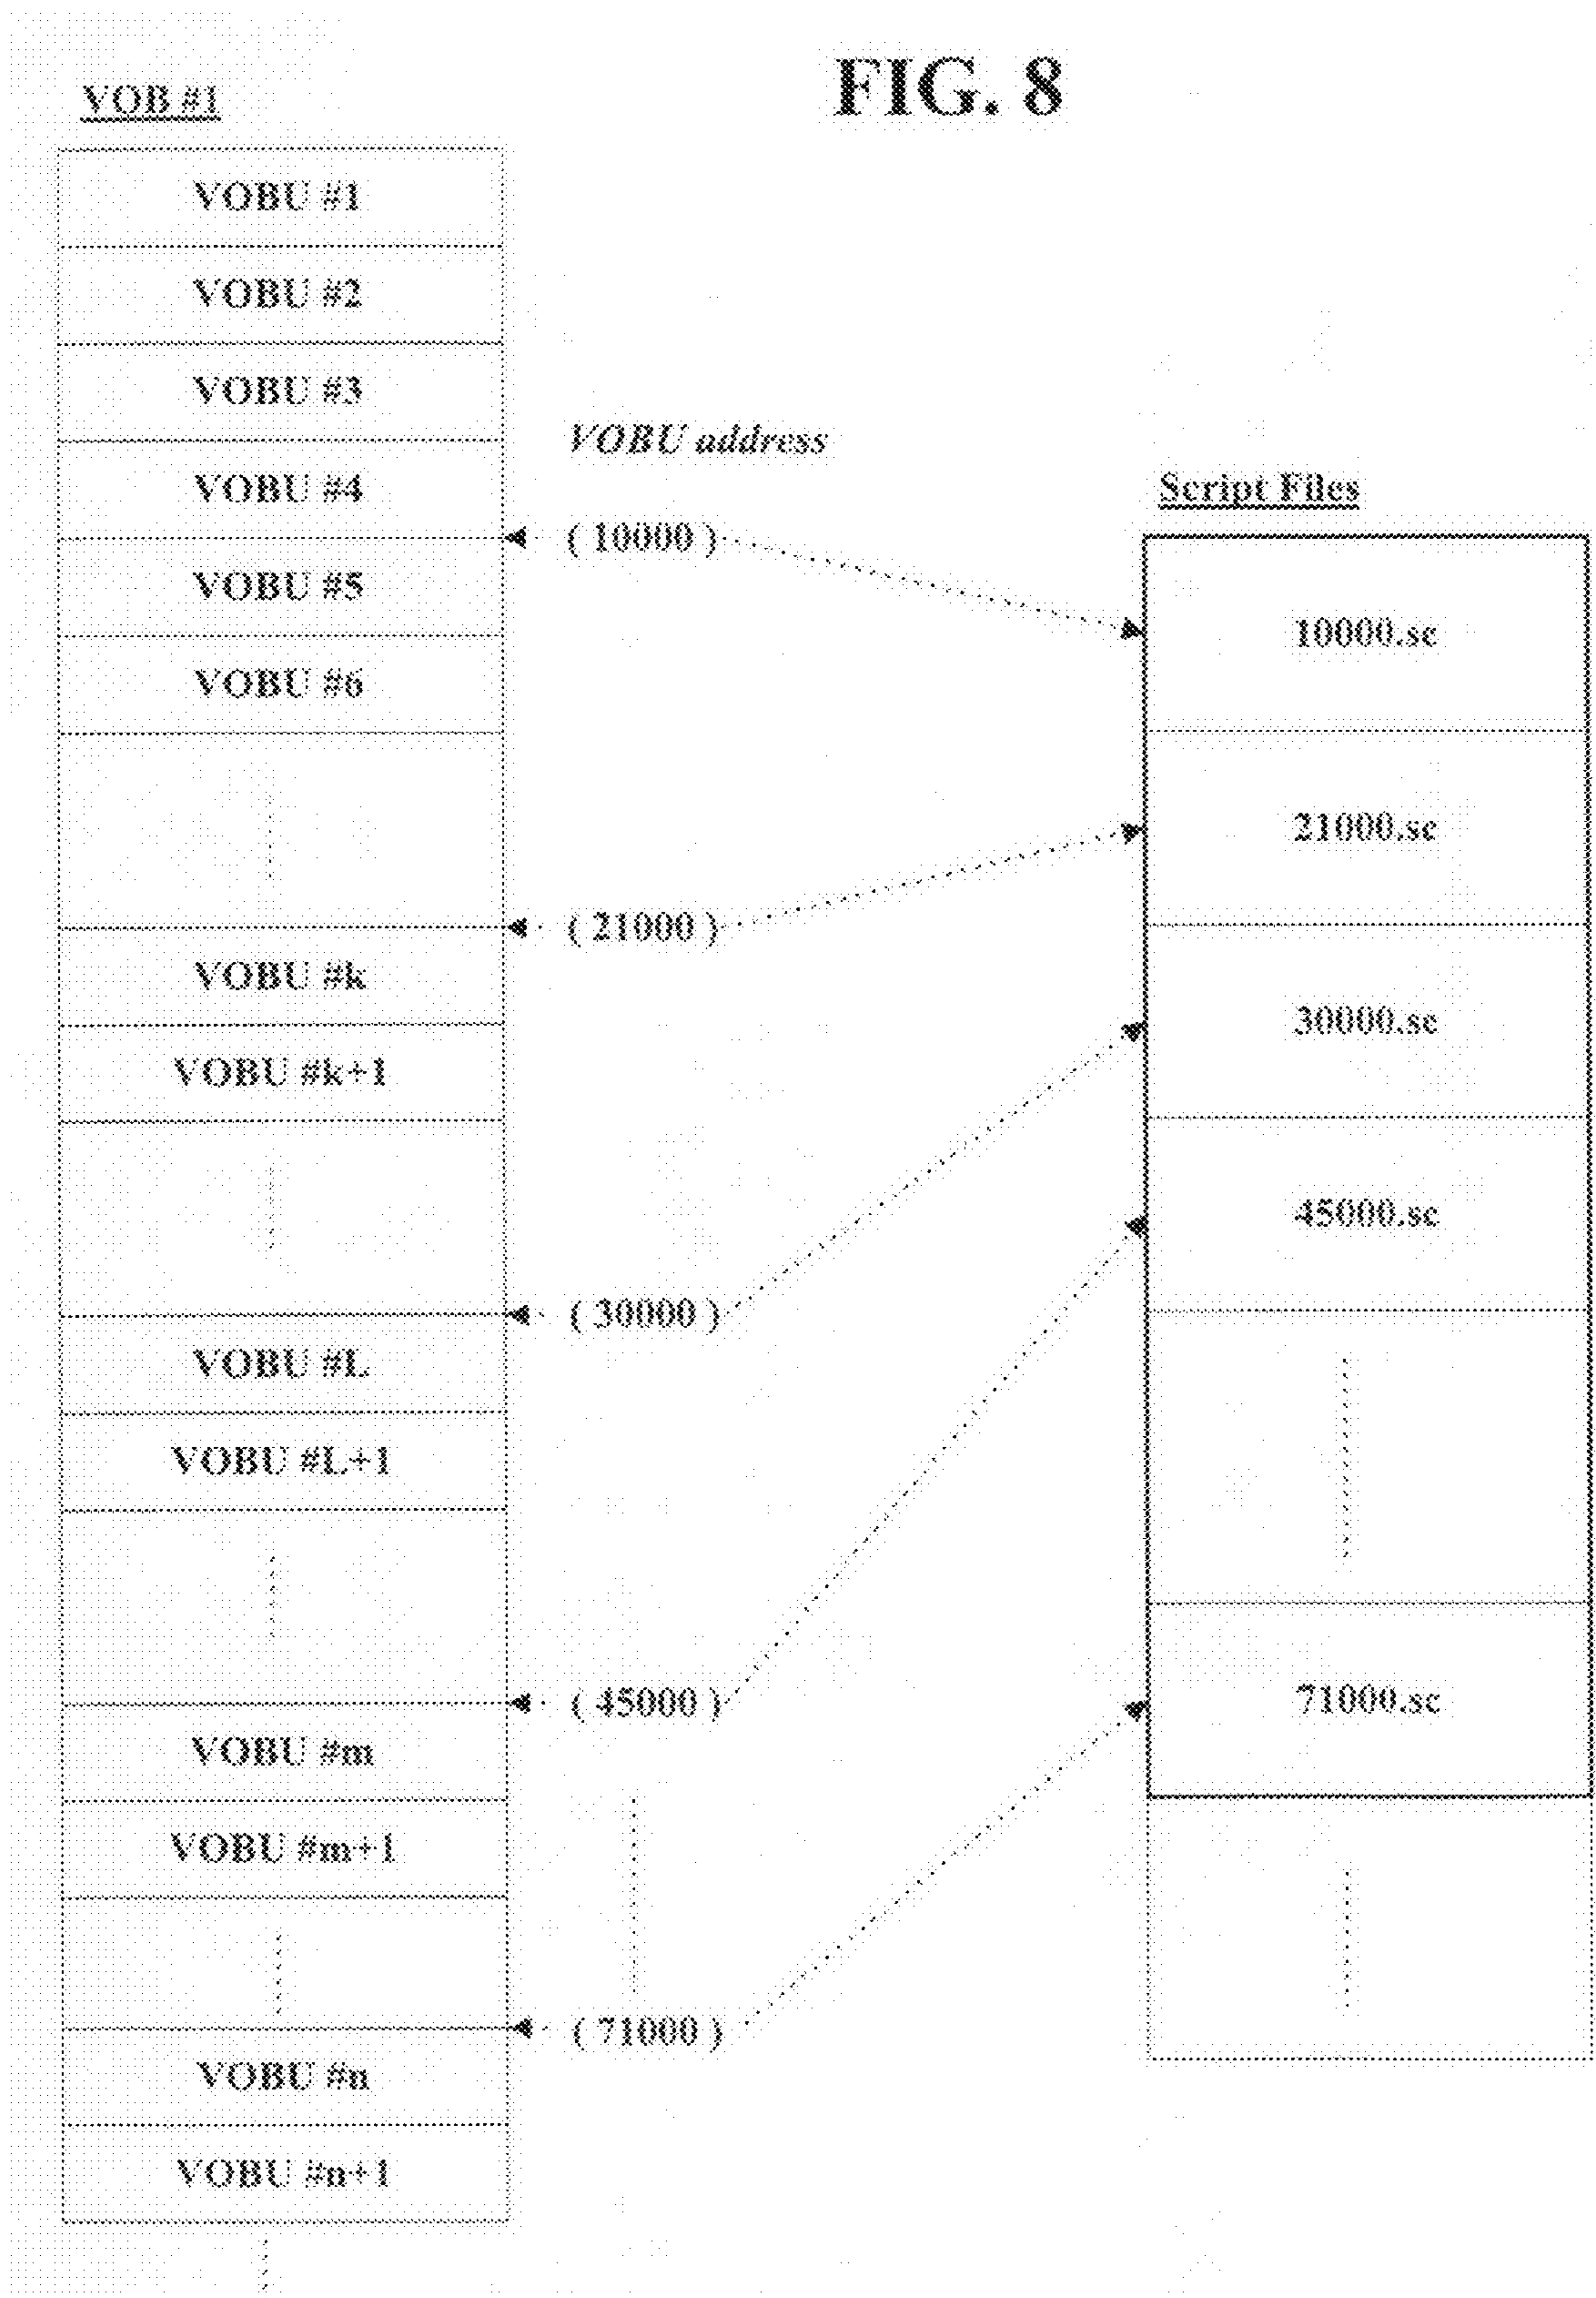 FIG. 8
VOB #1
VOBU #1
VOBU #2
VOBU #3
VOBU #4
VOBU #5
VOBU #6
VOBU #k
VOBU #k+1
VOBU #L
VOBU #L+1
VOBU #m
VOBU #m+1
VOBU #n
VOBU #n+1
VOBU address
( 10000 )
( 21000 )
( 30000 )
( 45000 )
( 71000 )
Script Files
10000.sc
21000.sc
30000.sc
45000.sc
71000.sc